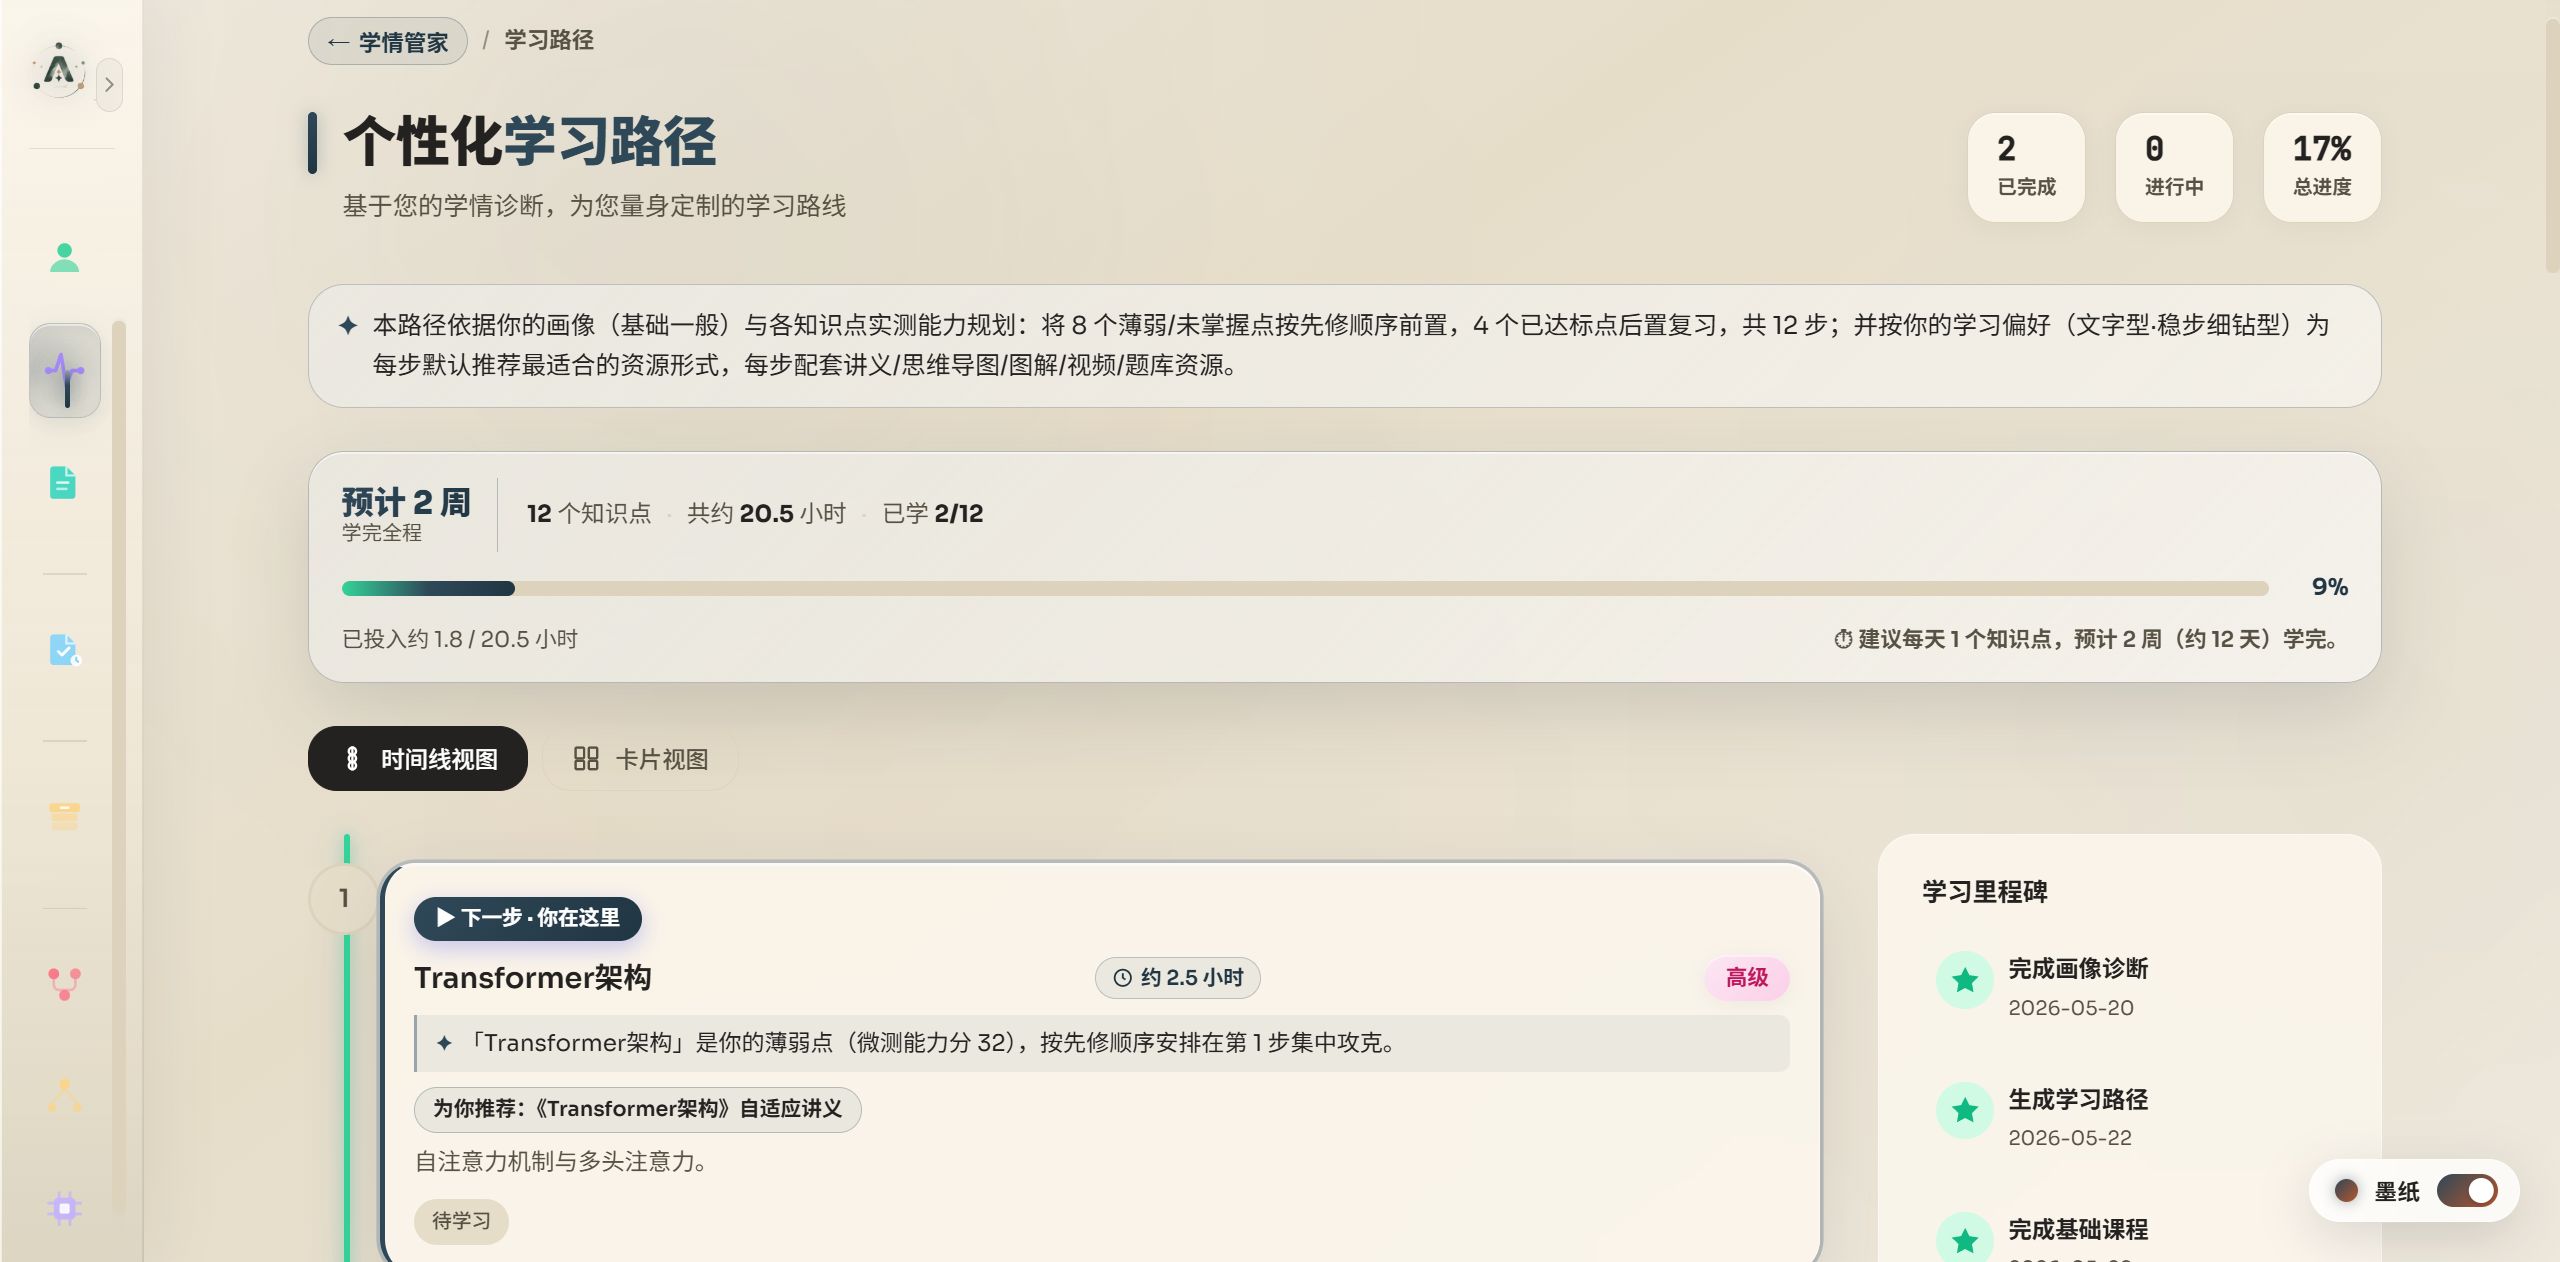 ← 学情管家 / 学习路径
个性化学习路径
基于您的学情诊断，为您量身定制的学习路线
2
已完成
0
进行中
17%
总进度
本路径依据你的画像（基础一般）与各知识点实测能力规划：将 8 个薄弱/未掌握点按先修顺序前置，4 个已达标点后置复习，共 12 步；并按你的学习偏好（文字型·稳步细钻型）为
每步默认推荐最适合的资源形式，每步配套讲义/思维导图/图解/视频/题库资源。
预计 2 周
学完全程
12 个知识点 · 共约 20.5 小时 · 已学 2/12
9%
已投入约 1.8 / 20.5 小时
⏱ 建议每天 1 个知识点，预计 2 周（约 12 天）学完。
时间线视图
卡片视图
1
▶ 下一步 · 你在这里
Transformer架构
约 2.5 小时
高级
「Transformer架构」是你的薄弱点（微测能力分 32），按先修顺序安排在第 1 步集中攻克。
为你推荐：《Transformer架构》自适应讲义
自注意力机制与多头注意力。
待学习
学习里程碑
完成画像诊断
2026-05-20
生成学习路径
2026-05-22
完成基础课程
墨纸